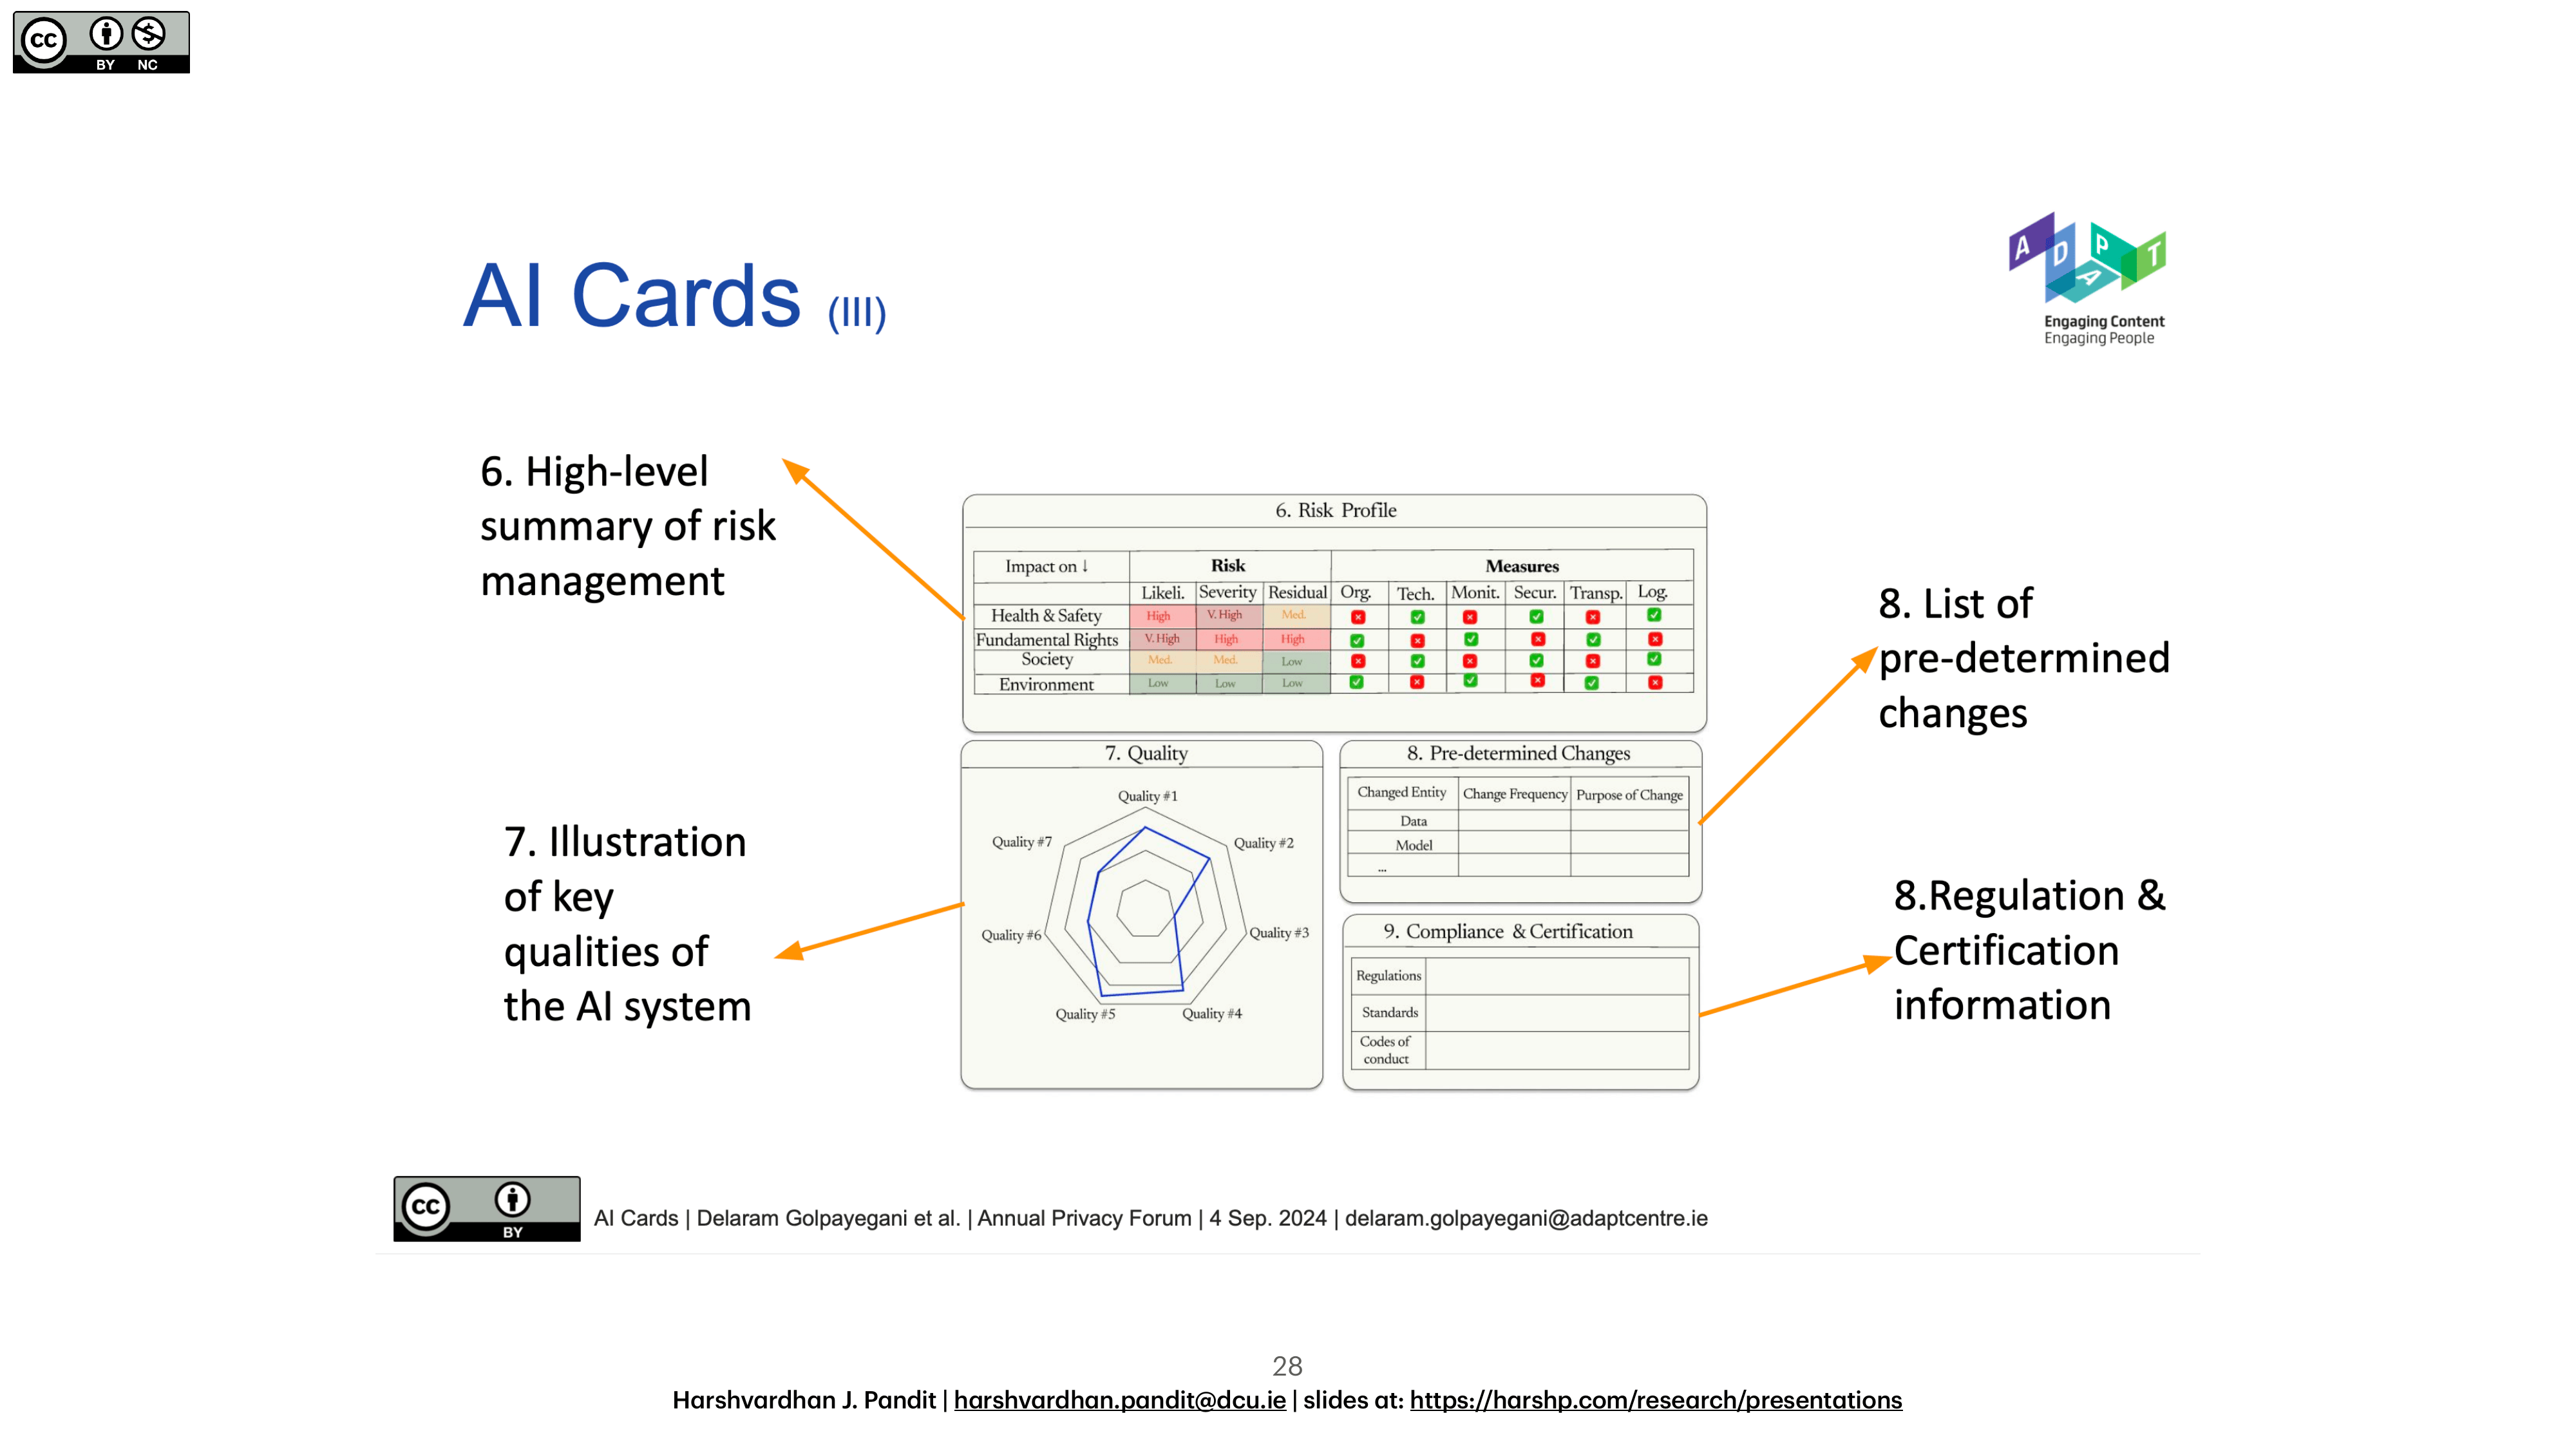 cc
BY NC
AI Cards (III)
A D A P T
Engaging Content
Engaging People
6. High-level
summary of risk
management
6. Risk Profile
Impact on ↓ Risk Measures
Likeli. Severity Residual Org. Tech. Monit. Secur. Transp. Log.
Health & Safety High V. High Med.
Fundamental Rights V. High High High
Society Med. Med. Low
Environment Low Low Low
8. List of
pre-determined
changes
7. Illustration
of key
qualities of
the AI system
7. Quality
Quality #1
Quality #2
Quality #3
Quality #4
Quality #5
Quality #6
Quality #7
8. Pre-determined Changes
Changed Entity Change Frequency Purpose of Change
Data
Model
...
9. Compliance & Certification
Regulations
Standards
Codes of
conduct
8.Regulation &
Certification
information
cc
BY
AI Cards | Delaram Golpayegani et al. | Annual Privacy Forum | 4 Sep. 2024 | delaram.golpayegani@adaptcentre.ie
28
Harshvardhan J. Pandit | harshvardhan.pandit@dcu.ie | slides at: https://harshp.com/research/presentations